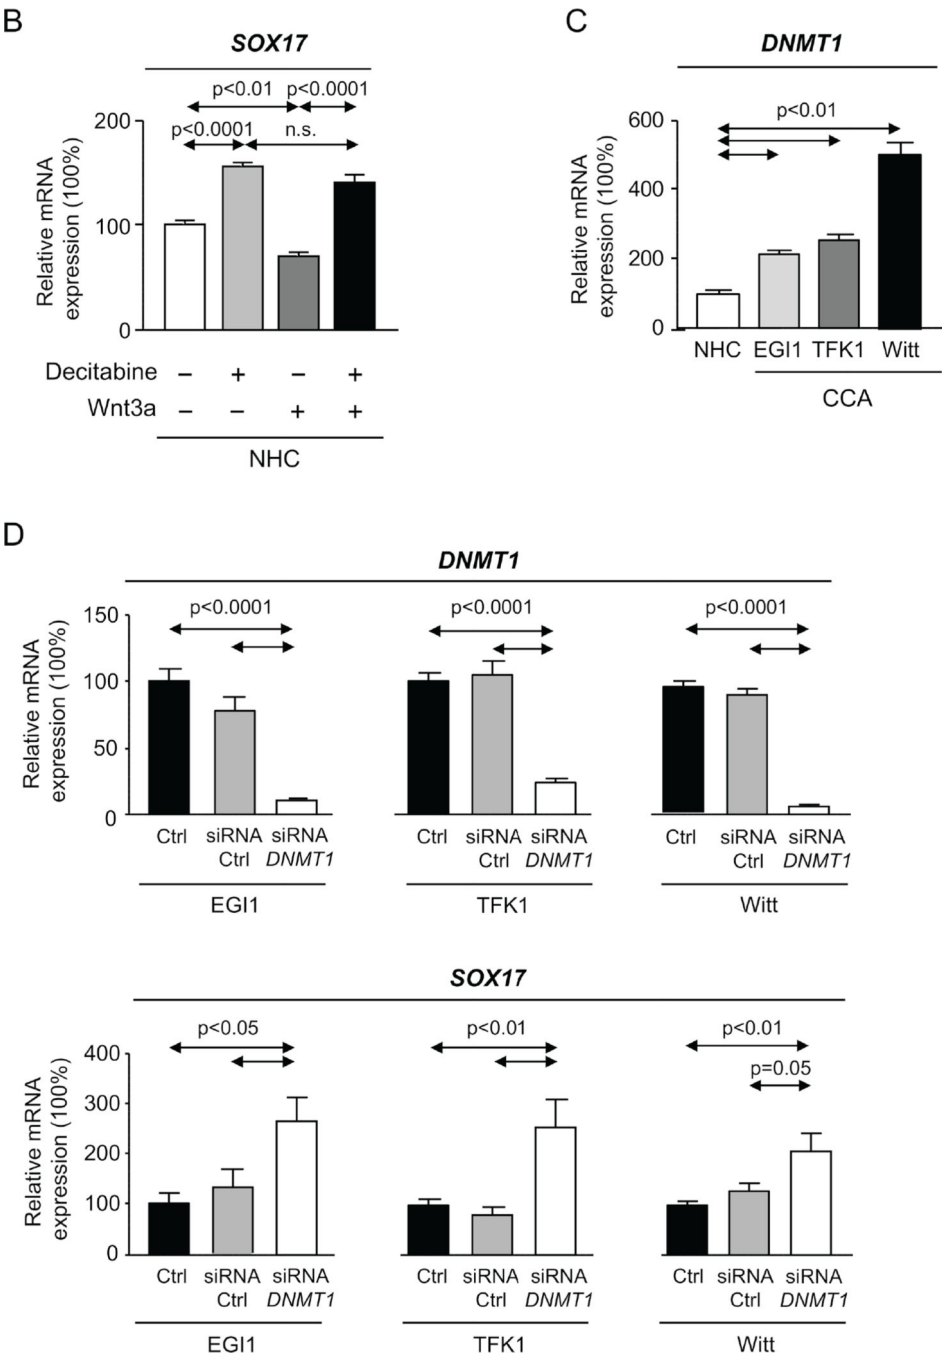 B
SOX17
p<0.01 p<0.0001
p<0.0001 n.s.
Relative mRNA
expression (100%)
200
100
0
Decitabine – + – +
Wnt3a – – + +
NHC
C
DNMT1
p<0.01
Relative mRNA
expression (100%)
600
400
200
0
NHC EGI1 TFK1 Witt
CCA
D
DNMT1
Relative mRNA
expression (100%)
150
100
50
0
p<0.0001 p<0.0001 p<0.0001
Ctrl siRNA siRNA Ctrl siRNA siRNA Ctrl siRNA siRNA
Ctrl DNMT1 Ctrl DNMT1 Ctrl DNMT1
EGI1 TFK1 Witt
SOX17
Relative mRNA
expression (100%)
400
300
200
100
0
p<0.05 p<0.01 p<0.01
p=0.05
Ctrl siRNA siRNA Ctrl siRNA siRNA Ctrl siRNA siRNA
Ctrl DNMT1 Ctrl DNMT1 Ctrl DNMT1
EGI1 TFK1 Witt